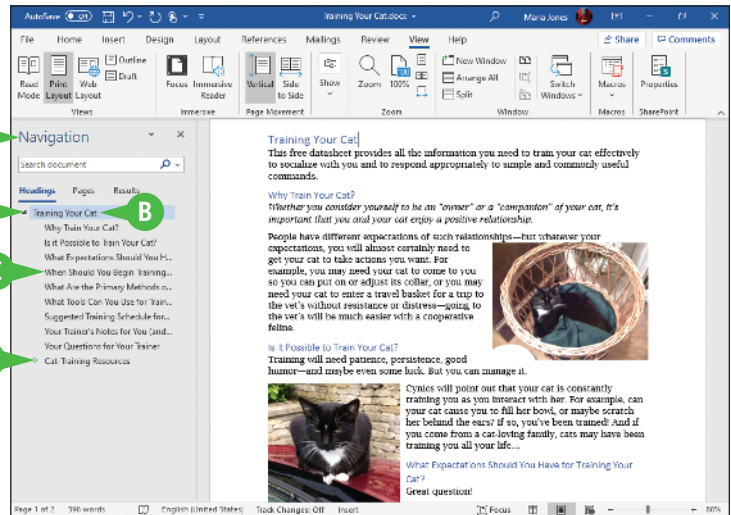 AutoSave Off Training Your Cat.docx Maria Jones
File Home Insert Design Layout References Mailings Review View Help Share Comments
Read Mode
Print Layout
Web Layout
Outline
Draft
Views
Focus
Immersive Reader
Immersive
Vertical
Side to Side
Page Movement
Show
Zoom
100%
Zoom
New Window
Arrange All
Split
Switch Windows
Window
Macros
Macros
Properties
SharePoint
Navigation
Search document
Headings Pages Results
Training Your Cat
B
Why Train Your Cat?
Is it Possible to Train Your Cat?
What Expectations Should You H...
When Should You Begin Training...
What Are the Primary Methods o...
What Tools Can You Use for Train...
Suggested Training Schedule for...
Your Trainer's Notes for You (and...
Your Questions for Your Trainer
Cat-Training Resources
Training Your Cat
This free datasheet provides all the information you need to train your cat effectively
to socialize with you and to respond appropriately to simple and commonly useful
commands.
Why Train Your Cat?
Whether you consider yourself to be an "owner" or a "companion" of your cat, it's
important that you and your cat enjoy a positive relationship.
People have different expectations of such relationships—but whatever your
expectations, you will almost certainly need to
get your cat to take actions you want. For
example, you may need your cat to come to you
so you can put on or adjust its collar, or you may
need your cat to enter a travel basket for a trip to
the vet's without resistance or distress—going to
the vet's will be much easier with a cooperative
feline.
Is It Possible to Train Your Cat?
Training will need patience, persistence, good
humor—and maybe even some luck. But you can manage it.
Cynics will point out that your cat is constantly
training you as you interact with her. For example, can
your cat cause you to fill her bowl, or maybe scratch
her behind the ears? If so, you've been trained! And if
you come from a cat-loving family, cats may have been
training you all your life...
What Expectations Should You Have for Training Your
Cat?
Great question!
Page 1 of 2 396 words English (United States) Track Changes: Off Insert Focus 66%